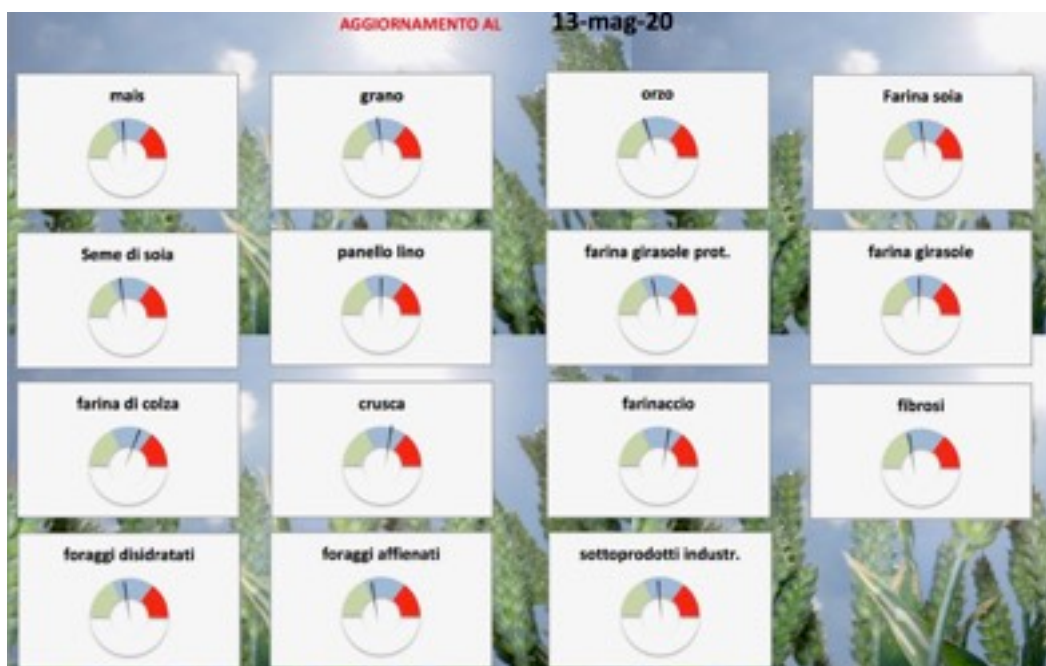 AGGIORNAMENTO AL 13-mag-20
mais
grano
orzo
Farina soia
Seme di soia
panello lino
farina girasole prot.
farina girasole
farina di colza
crusca
farinaccio
fibrosi
foraggi disidratati
foraggi affienati
sottoprodotti industr.